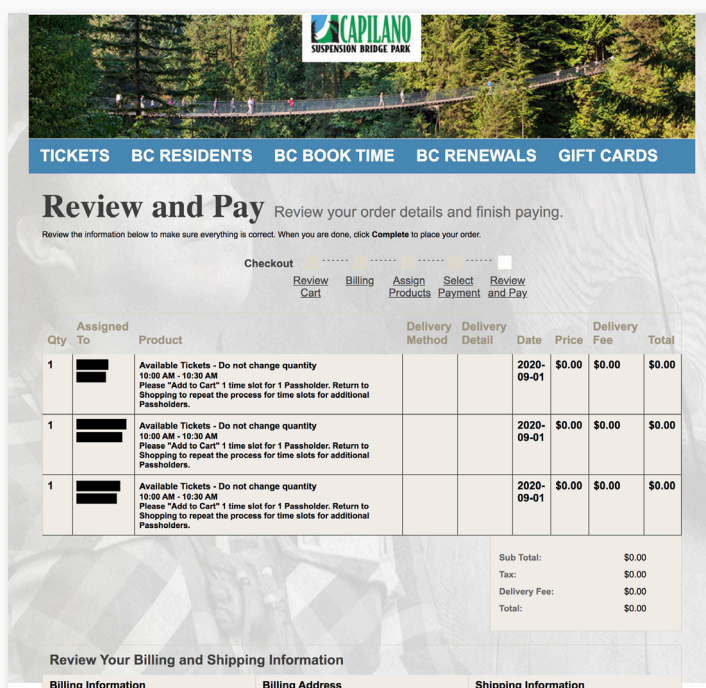 CAPILANO
SUSPENSION BRIDGE PARK
TICKETS BC RESIDENTS BC BOOK TIME BC RENEWALS GIFT CARDS
Review and Pay Review your order details and finish paying.
Review the information below to make sure everything is correct. When you are done, click Complete to place your order.
Checkout
Review Cart Billing Assign Products Select Payment Review and Pay
Qty Assigned To Product Delivery Method Delivery Detail Date Price Delivery Fee Total
1 Available Tickets - Do not change quantity 2020-09-01 $0.00 $0.00 $0.00
10:00 AM - 10:30 AM
Please "Add to Cart" 1 time slot for 1 Passholder. Return to
Shopping to repeat the process for time slots for additional
Passholders.
1 Available Tickets - Do not change quantity 2020-09-01 $0.00 $0.00 $0.00
10:00 AM - 10:30 AM
Please "Add to Cart" 1 time slot for 1 Passholder. Return to
Shopping to repeat the process for time slots for additional
Passholders.
1 Available Tickets - Do not change quantity 2020-09-01 $0.00 $0.00 $0.00
10:00 AM - 10:30 AM
Please "Add to Cart" 1 time slot for 1 Passholder. Return to
Shopping to repeat the process for time slots for additional
Passholders.
Sub Total: $0.00
Tax: $0.00
Delivery Fee: $0.00
Total: $0.00
Review Your Billing and Shipping Information
Billing Information Billing Address Shipping Information